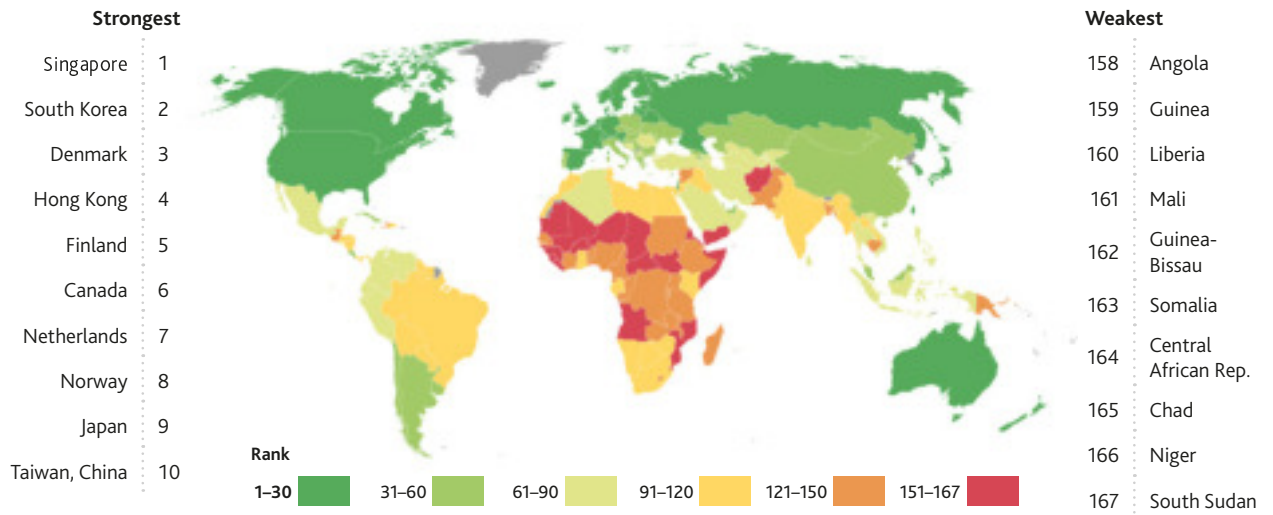 Strongest
Singapore 1
South Korea 2
Denmark 3
Hong Kong 4
Finland 5
Canada 6
Netherlands 7
Norway 8
Japan 9
Taiwan, China 10
Rank
1–30 31–60 61–90 91–120 121–150 151–167
Weakest
158 Angola
159 Guinea
160 Liberia
161 Mali
162 Guinea-
Bissau
163 Somalia
164 Central
African Rep.
165 Chad
166 Niger
167 South Sudan